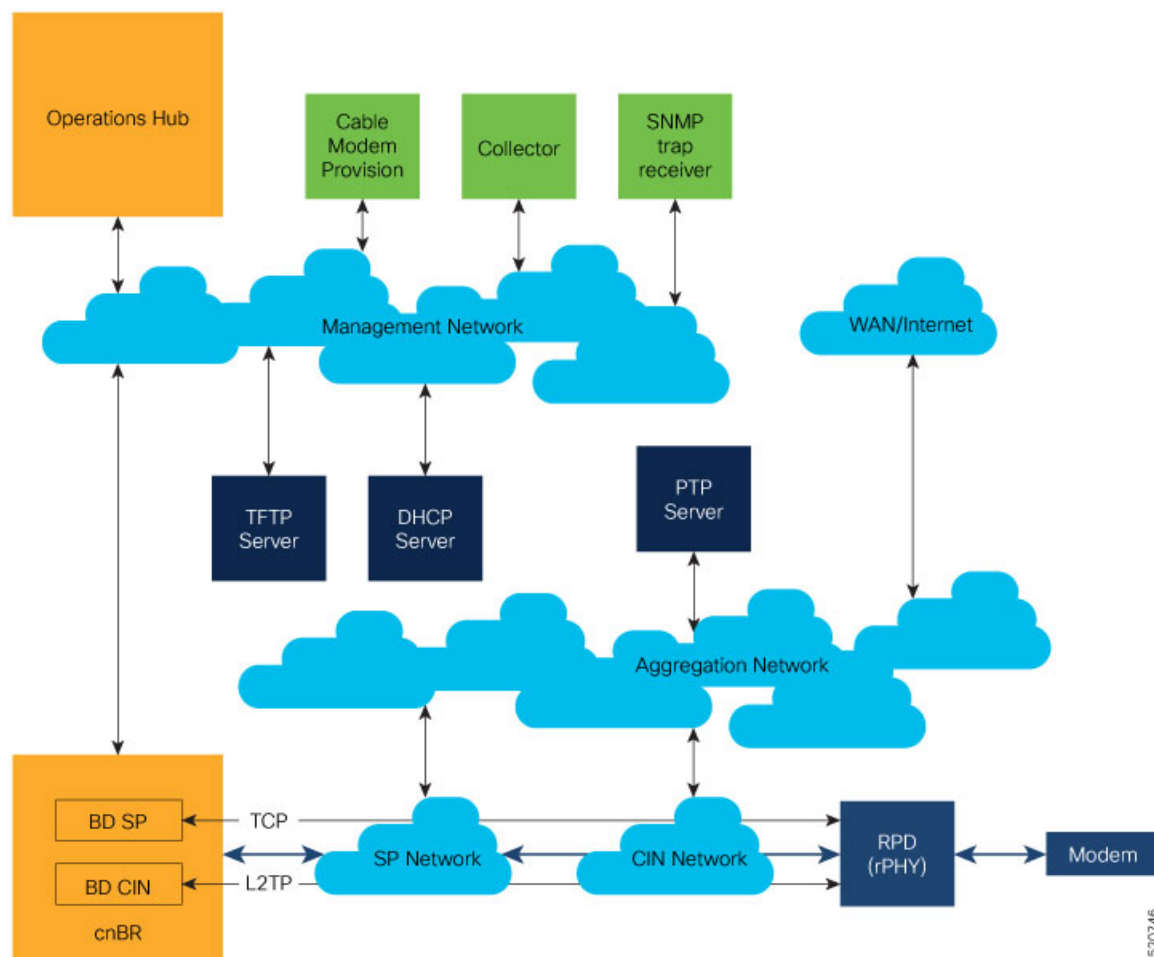 Operations Hub
Cable
Modem
Provision
Collector
SNMP
trap
receiver
Management Network
WAN/Internet
TFTP
Server
DHCP
Server
PTP
Server
Aggregation Network
BD SP
TCP
SP Network
CIN Network
RPD
(rPHY)
Modem
BD CIN
L2TP
cnBR
520746